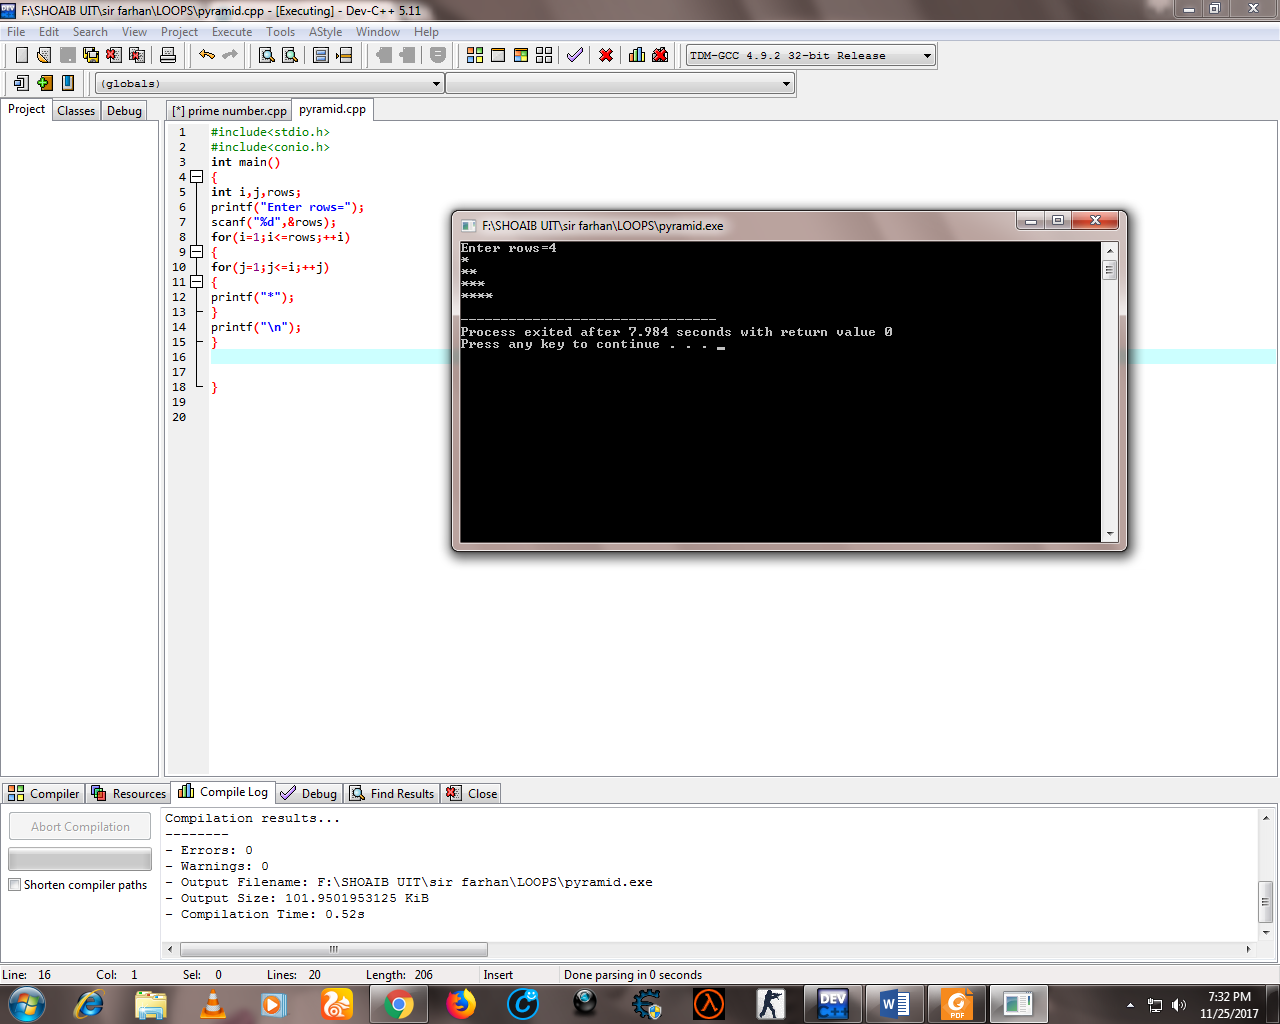 F:\SHOAIB UIT\sir farhan\LOOPS\pyramid.cpp - [Executing] - Dev-C++ 5.11
File Edit Search View Project Execute Tools AStyle Window Help
TDM-GCC 4.9.2 32-bit Release
(globals)
Project Classes Debug
[*] prime number.cpp pyramid.cpp
1 #include<stdio.h>
2 #include<conio.h>
3 int main()
4 {
5 int i,j,rows;
6 printf("Enter rows=");
7 scanf("%d",&rows);
8 for(i=1;i<=rows;++i)
9 {
10 for(j=1;j<=i;++j)
11 {
12 printf("*");
13 }
14 printf("\n");
15 }
16
17
18 }
19
20
F:\SHOAIB UIT\sir farhan\LOOPS\pyramid.exe
Enter rows=4
*
**
***
****
--------------------------------
Process exited after 7.984 seconds with return value 0
Press any key to continue . . . _
Compiler Resources Compile Log Debug Find Results Close
Abort Compilation
Shorten compiler paths
Compilation results...
--------
- Errors: 0
- Warnings: 0
- Output Filename: F:\SHOAIB UIT\sir farhan\LOOPS\pyramid.exe
- Output Size: 101.9501953125 KiB
- Compilation Time: 0.52s
Line: 16 Col: 1 Sel: 0 Lines: 20 Length: 206 Insert Done parsing in 0 seconds
DEV C++
W
PDF
7:32 PM
11/25/2017